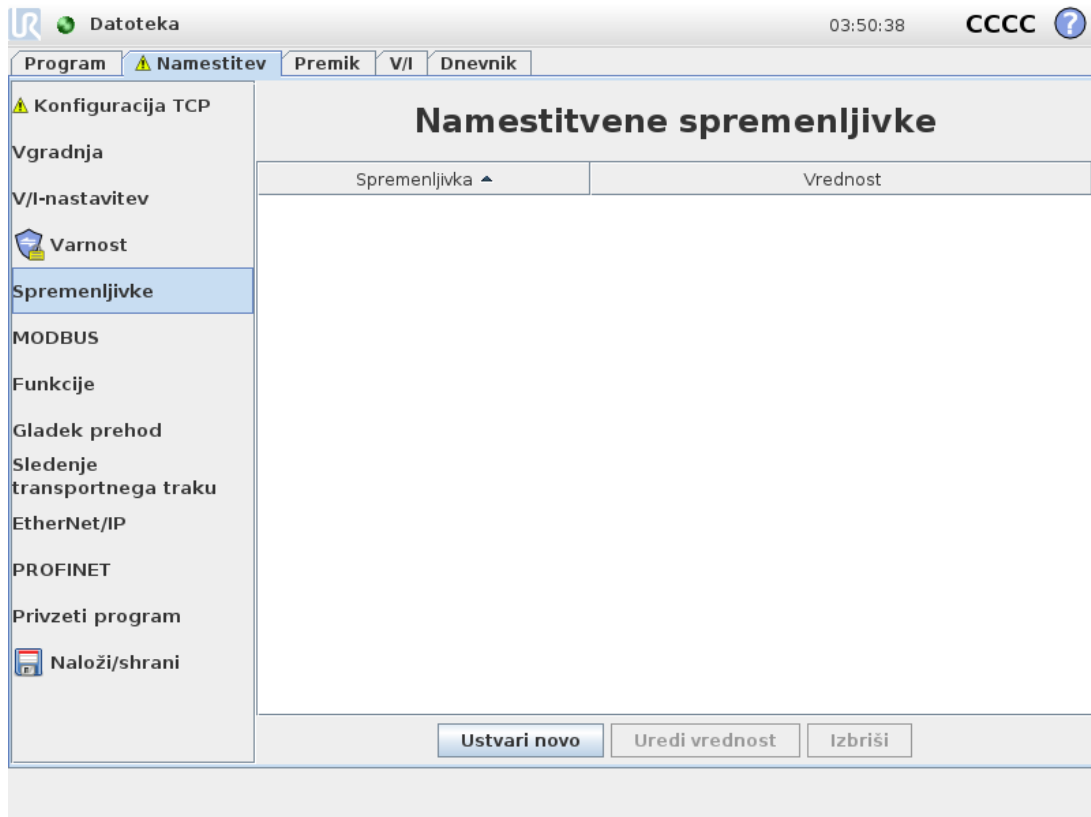 UR Datoteka 03:50:38 CCCC ?
Program Namestitev Premik V/I Dnevnik
Konfiguracija TCP
Vgradnja
V/I-nastavitev
Varnost
Spremenljivke
MODBUS
Funkcije
Gladek prehod
Sledenje
transportnega traku
EtherNet/IP
PROFINET
Privzeti program
Naloži/shrani
Namestitvene spremenljivke
Spremenljivka Vrednost
Ustvari novo Uredi vrednost Izbriši